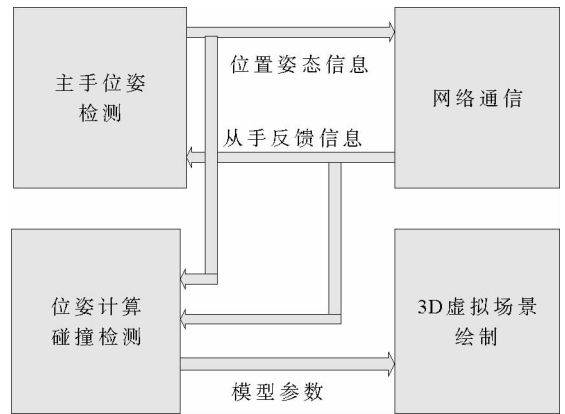 主手位姿
检测
位置姿态信息
网络通信
从手反馈信息
位姿计算
碰撞检测
3D虚拟场景
绘制
模型参数